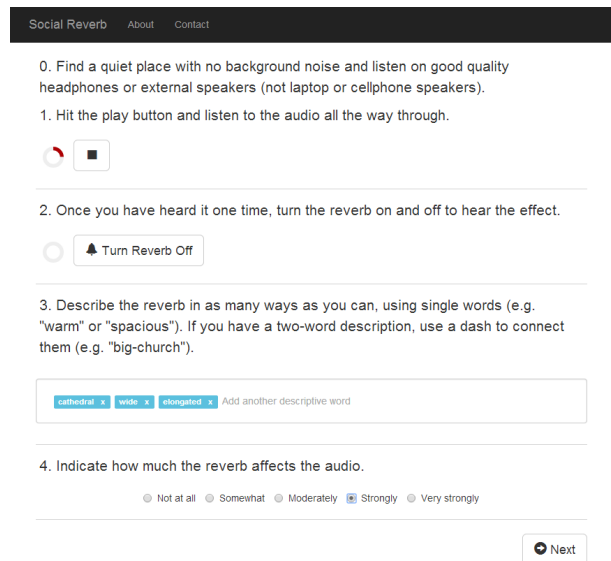 Social Reverb About Contact
0. Find a quiet place with no background noise and listen on good quality
headphones or external speakers (not laptop or cellphone speakers).
1. Hit the play button and listen to the audio all the way through.
2. Once you have heard it one time, turn the reverb on and off to hear the effect.
Turn Reverb Off
3. Describe the reverb in as many ways as you can, using single words (e.g.
"warm" or "spacious"). If you have a two-word description, use a dash to connect
them (e.g. "big-church").
cathedral x wide x elongated x Add another descriptive word
4. Indicate how much the reverb affects the audio.
Not at all Somewhat Moderately Strongly Very strongly
Next